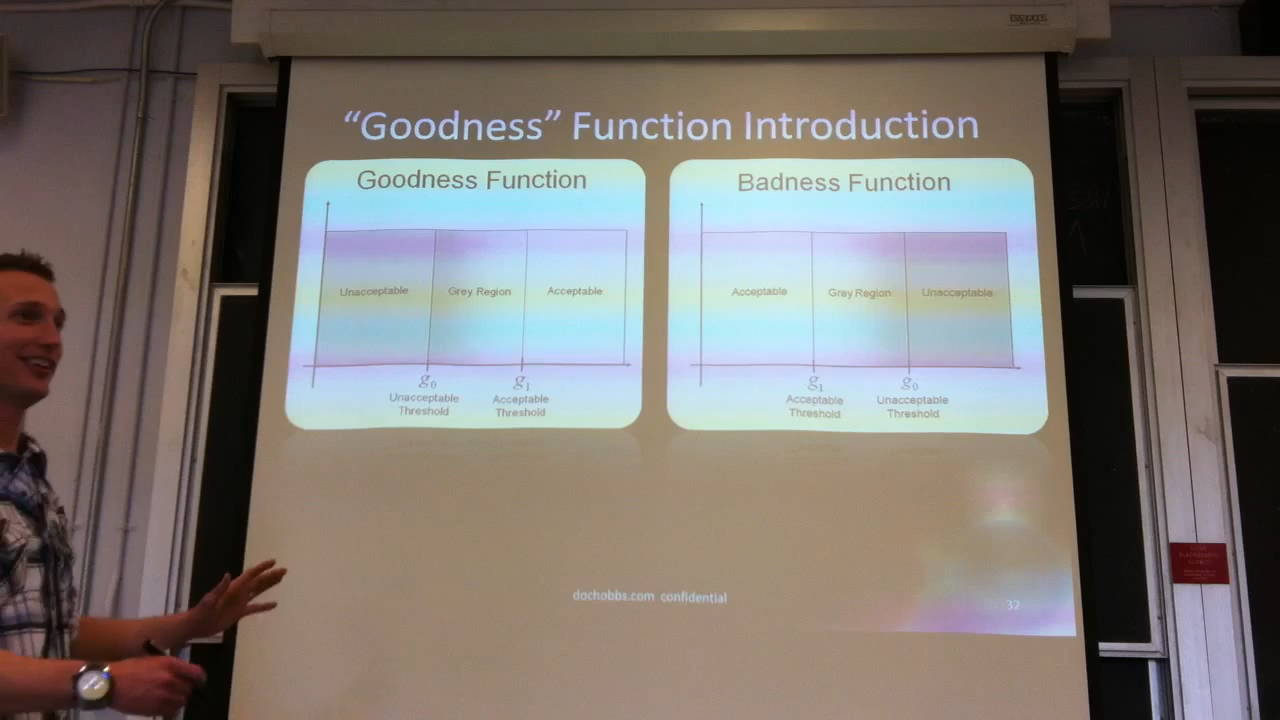 “Goodness” Function Introduction
Goodness Function
Unacceptable
Grey Region
Acceptable
g0
Unacceptable
Threshold
g1
Acceptable
Threshold
Badness Function
Acceptable
Grey Region
Unacceptable
g1
Acceptable
Threshold
g0
Unacceptable
Threshold
dochobbs.com confidential
32